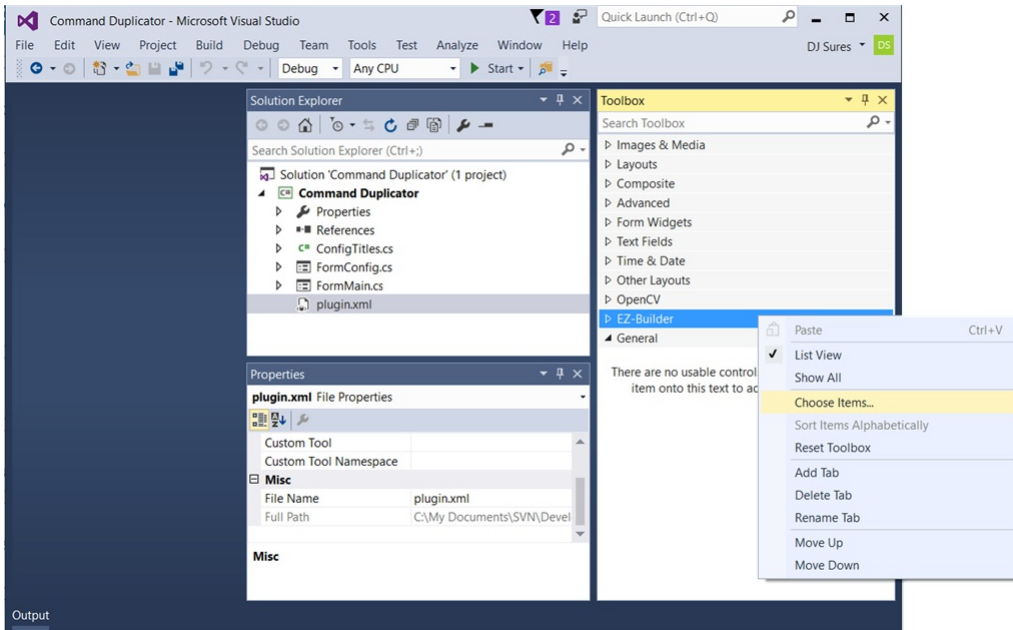 Command Duplicator - Microsoft Visual Studio
2
Quick Launch (Ctrl+Q)
File Edit View Project Build Debug Team Tools Test Analyze Window Help
DJ Sures
DS
Debug Any CPU Start
Solution Explorer
Search Solution Explorer (Ctrl+;)
Solution 'Command Duplicator' (1 project)
C# Command Duplicator
Properties
References
C# ConfigTitles.cs
FormConfig.cs
FormMain.cs
plugin.xml
Properties
plugin.xml File Properties
Custom Tool
Custom Tool Namespace
Misc
File Name plugin.xml
Full Path C:\My Documents\SVN\Devel
Misc
Toolbox
Search Toolbox
Images & Media
Layouts
Composite
Advanced
Form Widgets
Text Fields
Time & Date
Other Layouts
OpenCV
EZ-Builder
General
There are no usable control
item onto this text to ad
Paste Ctrl+V
List View
Show All
Choose Items...
Sort Items Alphabetically
Reset Toolbox
Add Tab
Delete Tab
Rename Tab
Move Up
Move Down
Output